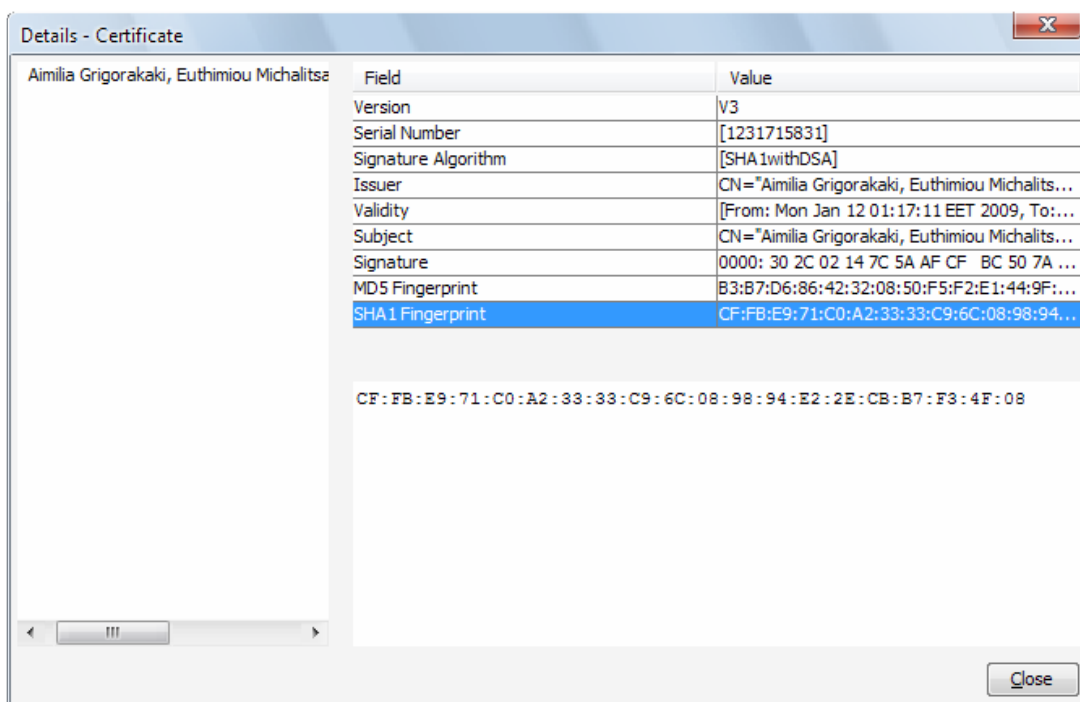 Details - Certificate
Aimilia Grigorakaki, Euthimiou Michalitsa
Field Value
Version V3
Serial Number [1231715831]
Signature Algorithm [SHA1withDSA]
Issuer CN="Aimilia Grigorakaki, Euthimiou Michalits...
Validity [From: Mon Jan 12 01:17:11 EET 2009, To:...
Subject CN="Aimilia Grigorakaki, Euthimiou Michalits...
Signature 0000: 30 2C 02 14 7C 5A AF CF BC 50 7A ...
MD5 Fingerprint B3:B7:D6:86:42:32:08:50:F5:F2:E1:44:9F:...
SHA1 Fingerprint CF:FB:E9:71:C0:A2:33:33:C9:6C:08:98:94...
CF:FB:E9:71:C0:A2:33:33:C9:6C:08:98:94:E2:2E:CB:B7:F3:4F:08
Close